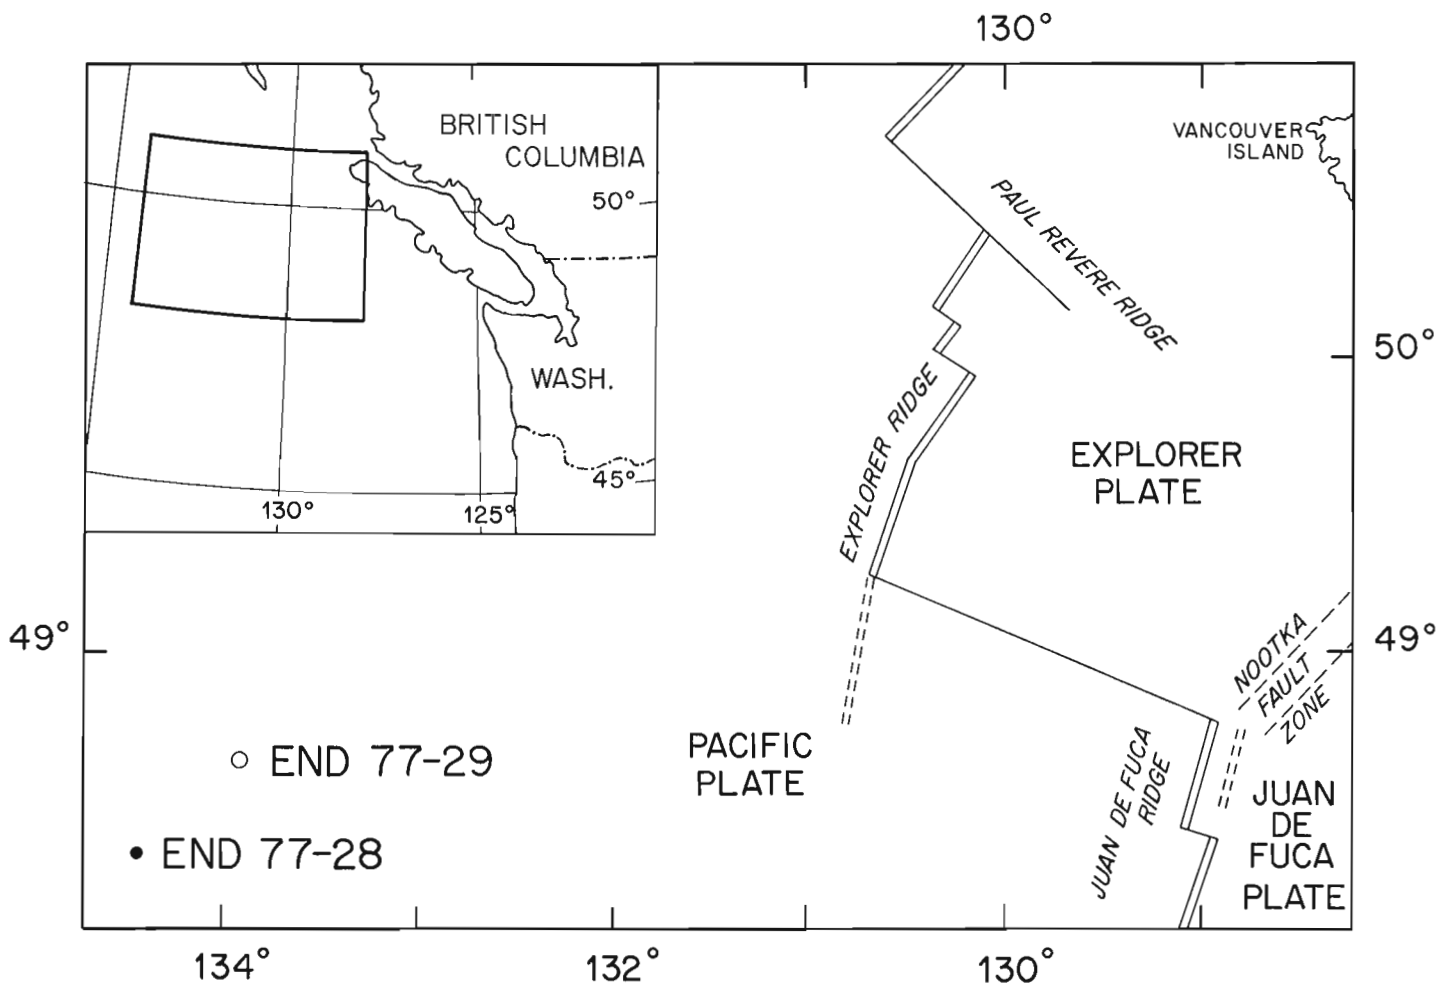 130°
BRITISH
COLUMBIA
50°
WASH.
45°
130°
125°
VANCOUVER
ISLAND
PAUL REVERE RIDGE
50°
EXPLORER RIDGE
EXPLORER
PLATE
49°
49°
NOOTKA
FAULT
ZONE
PACIFIC
PLATE
JUAN DE FUCA
RIDGE
JUAN
DE
FUCA
PLATE
END 77-29
END 77-28
134°
132°
130°